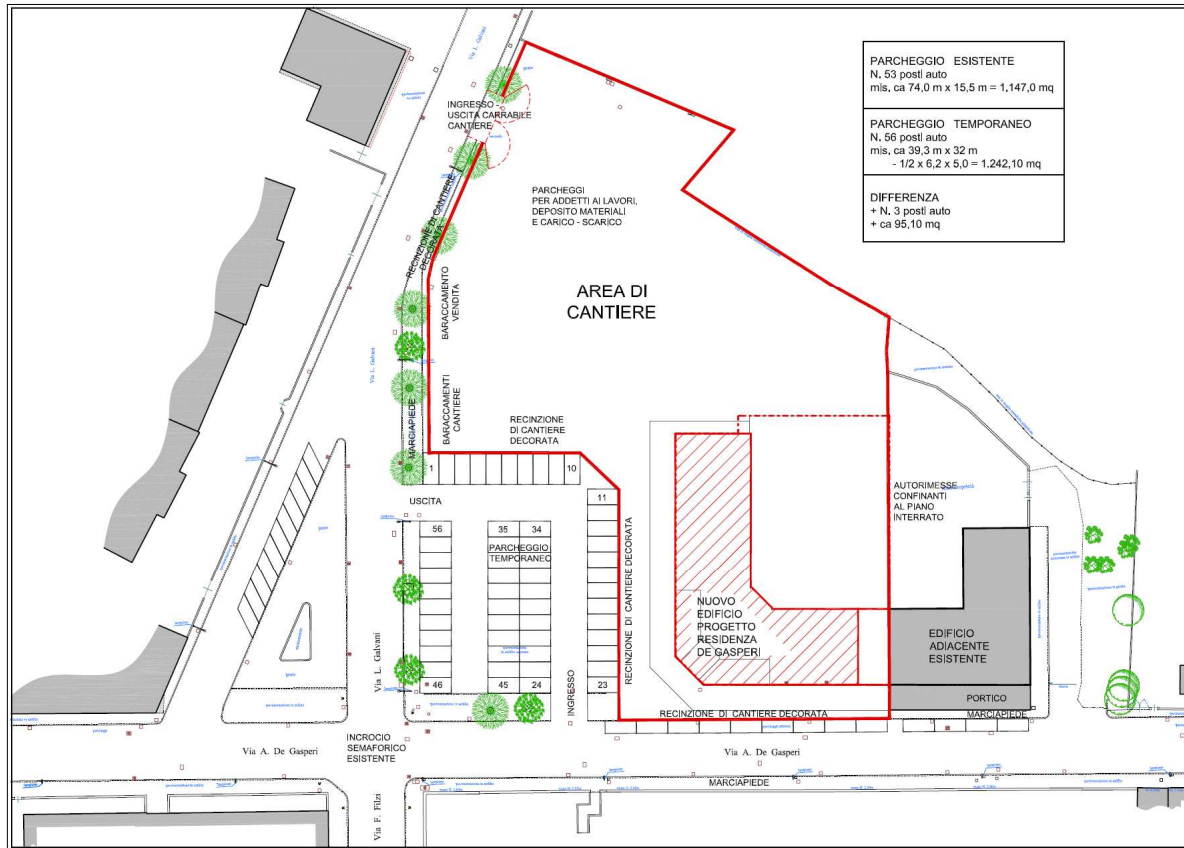 Via L. Galvani
PARCHEGGIO ESISTENTE
N. 53 posti auto
mis. ca 74,0 m x 15,5 m = 1.147,0 mq
PARCHEGGIO TEMPORANEO
N. 56 posti auto
mis. ca 39,3 m x 32 m
- 1/2 x 6,2 x 5,0 = 1.242,10 mq
DIFFERENZA
+ N. 3 posti auto
+ ca 95,10 mq
INGRESSO -
USCITA CARRABILE
CANTIERE
RECINZIONE DI CANTIERE
DECORATA
PARCHEGGI
PER ADDETTI AI LAVORI,
DEPOSITO MATERIALI
E CARICO - SCARICO
AREA DI
CANTIERE
BARACCAMENTO
VENDITA
Via L. Galvani
BARACCAMENTI
CANTIERE
MARCIAPIEDE
RECINZIONE
DI CANTIERE
DECORATA
1
10
11
USCITA
56
35
34
PARCHEGGIO
TEMPORANEO
RECINZIONE DI CANTIERE DECORATA
AUTORIMESSE
CONFINANTI
AL PIANO
INTERRATO
NUOVO
EDIFICIO
PROGETTO
RESIDENZA
DE GASPERI
EDIFICIO
ADIACENTE
ESISTENTE
Via L. Galvani
46
45
24
INGRESSO
23
PORTICO
RECINZIONE DI CANTIERE DECORATA
MARCIAPIEDE
Via A. De Gasperi
INCROCIO
SEMAFORICO
ESISTENTE
Via A. De Gasperi
MARCIAPIEDE
Via F. Filzi